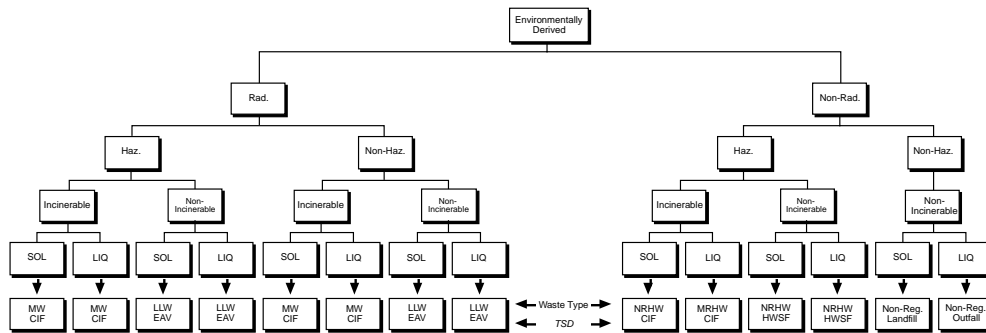 Environmentally
Derived
Rad.
Non-Rad.
Haz.
Non-Haz.
Haz.
Non-Haz.
Incinerable
Non-
Incinerable
Incinerable
Non-
Incinerable
Incinerable
Non-
Incinerable
Non-
Incinerable
SOL
LIQ
SOL
LIQ
SOL
LIQ
SOL
LIQ
SOL
LIQ
SOL
LIQ
SOL
LIQ
MW
CIF
MW
CIF
LLW
EAV
LLW
EAV
MW
CIF
MW
CIF
LLW
EAV
LLW
EAV
Waste Type
TSD
NRHW
CIF
MRHW
CIF
NRHW
HWSF
NRHW
HWSF
Non-Reg.
Landfill
Non-Reg.
Outfall